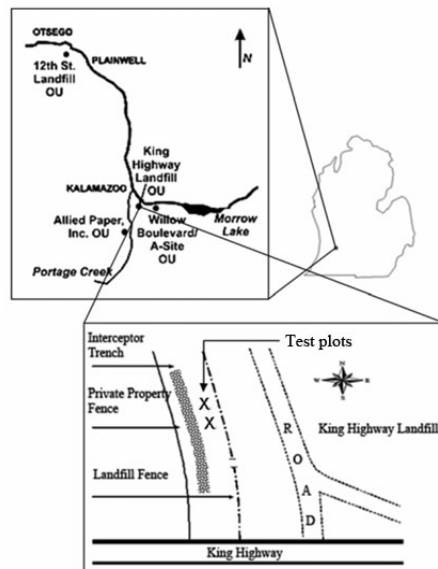 OTSEGO
PLAINWELL
12th St.
Landfill
OU
N
King
Highway
Landfill
OU
KALAMAZOO
Allied Paper,
Inc. OU
Willow
Boulevard/
A-Site
OU
Morrow
Lake
Portage Creek
Interceptor
Trench
Test plots
Private Property
Fence
X
X
N
W
E
S
R
O
A
D
King Highway Landfill
Landfill Fence
King Highway